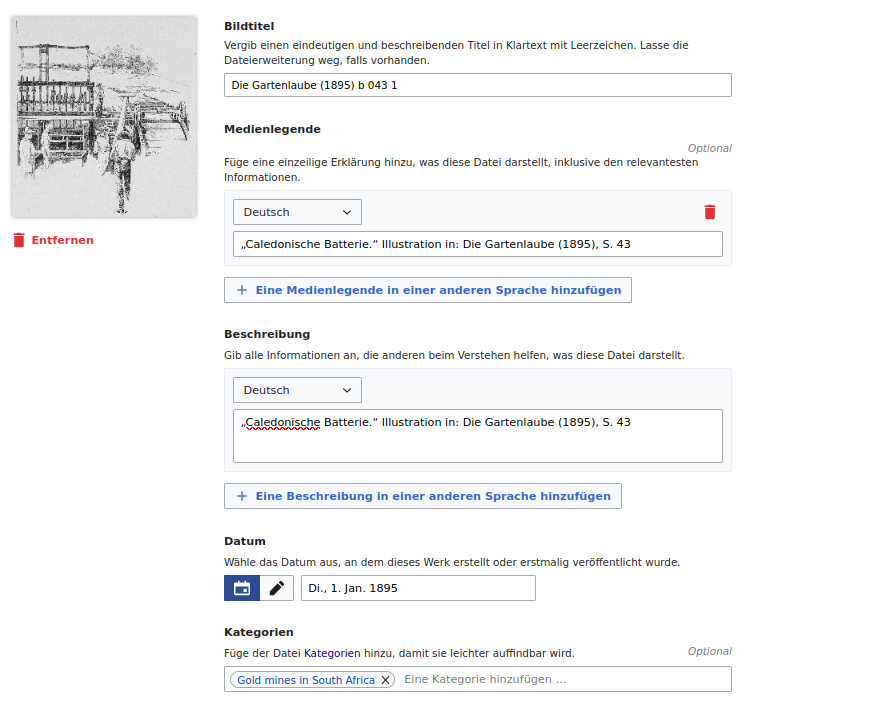 Bildtitel
Vergib einen eindeutigen und beschreibenden Titel in Klartext mit Leerzeichen. Lasse die
Dateierweiterung weg, falls vorhanden.
Die Gartenlaube (1895) b 043 1
Medienlegende
Optional
Füge eine einzeilige Erklärung hinzu, was diese Datei darstellt, inklusive den relevantesten
Informationen.
Deutsch
„Caledonische Batterie.“ Illustration in: Die Gartenlaube (1895), S. 43
Entfernen
+ Eine Medienlegende in einer anderen Sprache hinzufügen
Beschreibung
Gib alle Informationen an, die anderen beim Verstehen helfen, was diese Datei darstellt.
Deutsch
„Caledonische Batterie.“ Illustration in: Die Gartenlaube (1895), S. 43
+ Eine Beschreibung in einer anderen Sprache hinzufügen
Datum
Wähle das Datum aus, an dem dieses Werk erstellt oder erstmalig veröffentlicht wurde.
Di., 1. Jan. 1895
Kategorien
Füge der Datei Kategorien hinzu, damit sie leichter auffindbar wird.
Optional
Gold mines in South Africa X Eine Kategorie hinzufügen ...